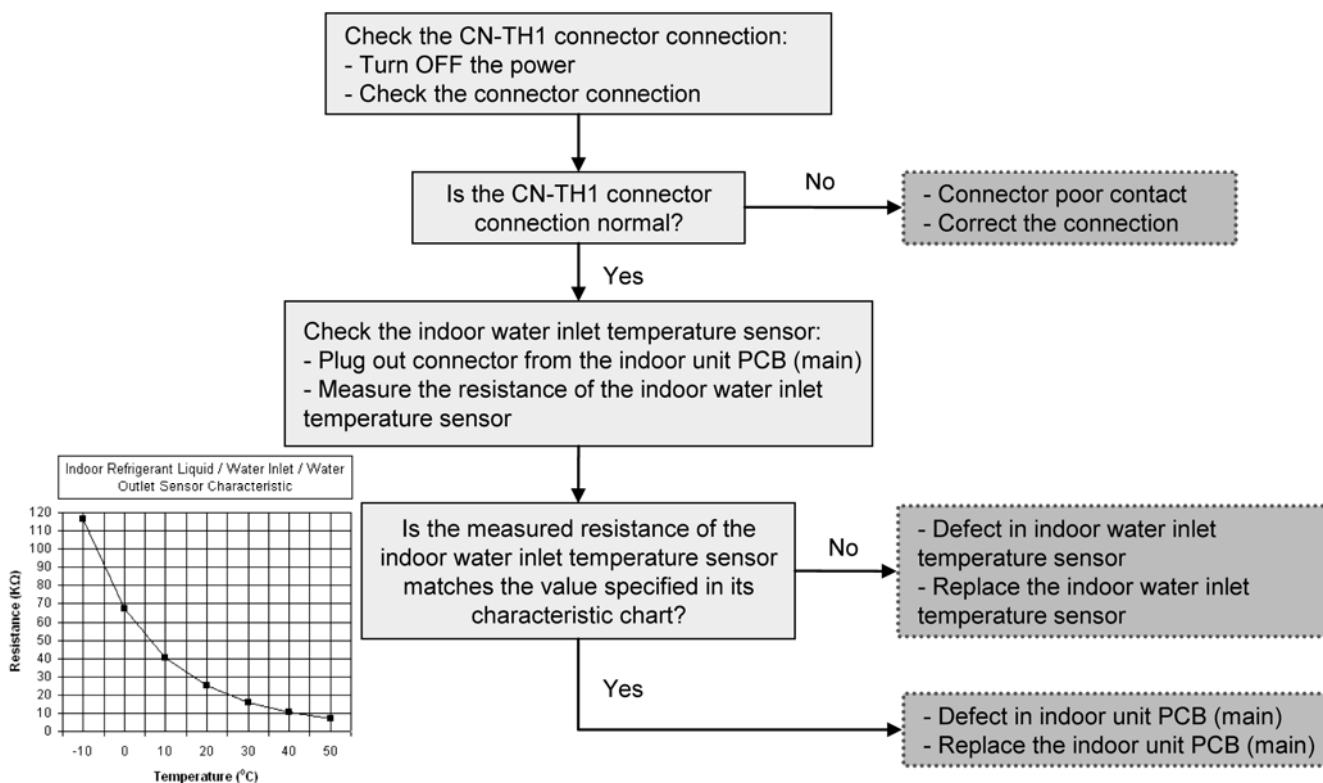 Check the CN-TH1 connector connection:
- Turn OFF the power
- Check the connector connection
Is the CN-TH1 connector
connection normal?
No
- Connector poor contact
- Correct the connection
Yes
Check the indoor water inlet temperature sensor:
- Plug out connector from the indoor unit PCB (main)
- Measure the resistance of the indoor water inlet
temperature sensor
Indoor Refrigerant Liquid / Water Inlet / Water
Outlet Sensor Characteristic
Resistance (KΩ)
120
110
100
90
80
70
60
50
40
30
20
10
0
-10 0 10 20 30 40 50
Temperature (⁰C)
Is the measured resistance of the
indoor water inlet temperature sensor
matches the value specified in its
characteristic chart?
No
- Defect in indoor water inlet
temperature sensor
- Replace the indoor water inlet
temperature sensor
Yes
- Defect in indoor unit PCB (main)
- Replace the indoor unit PCB (main)